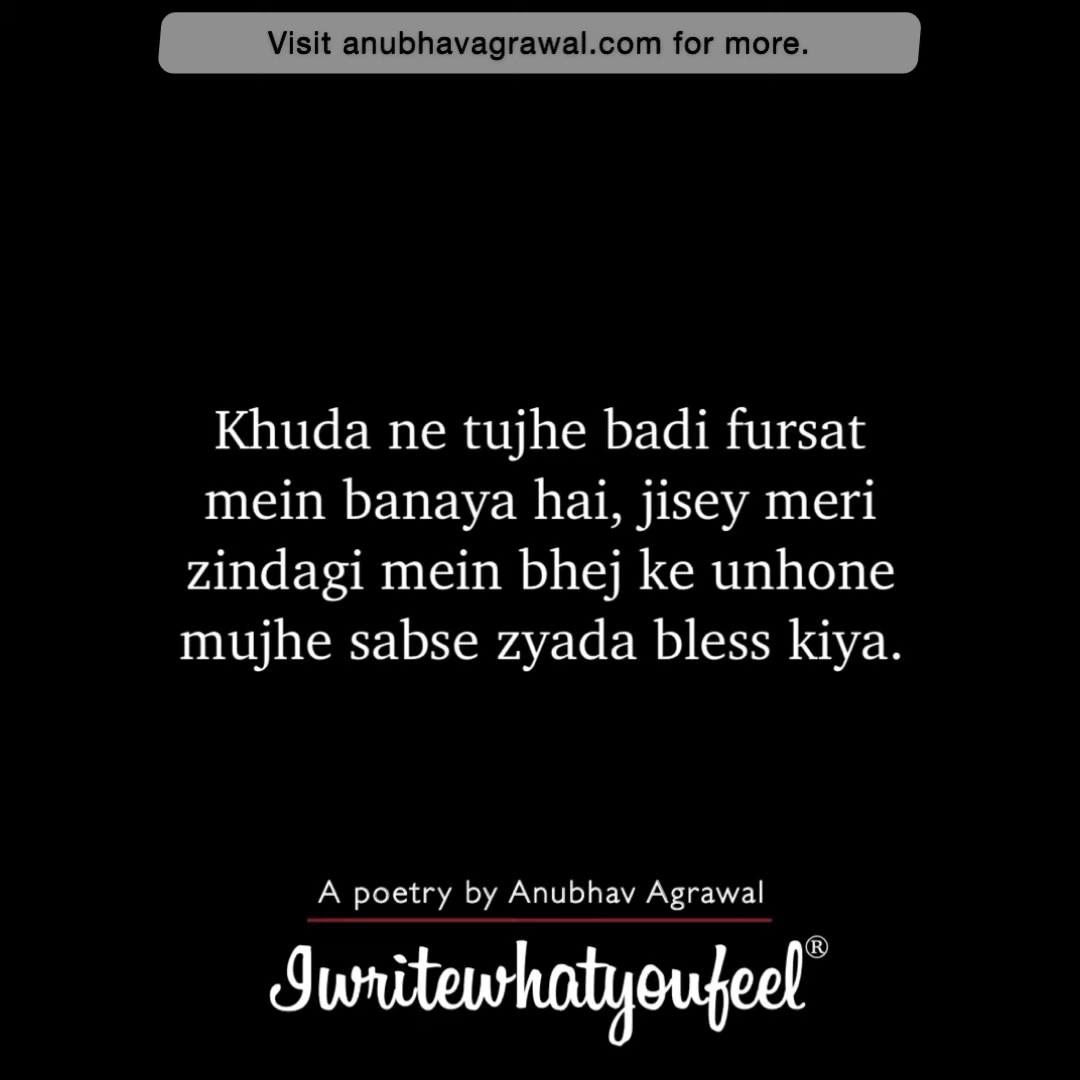 Visit anubhavagrawal.com for more.
Khuda ne tujhe badi fursat
mein banaya hai, jisey meri
zindagi mein bhej ke unhone
mujhe sabse zyada bless kiya.
A poetry by Anubhav Agrawal
Iwritewhatyoufeel®